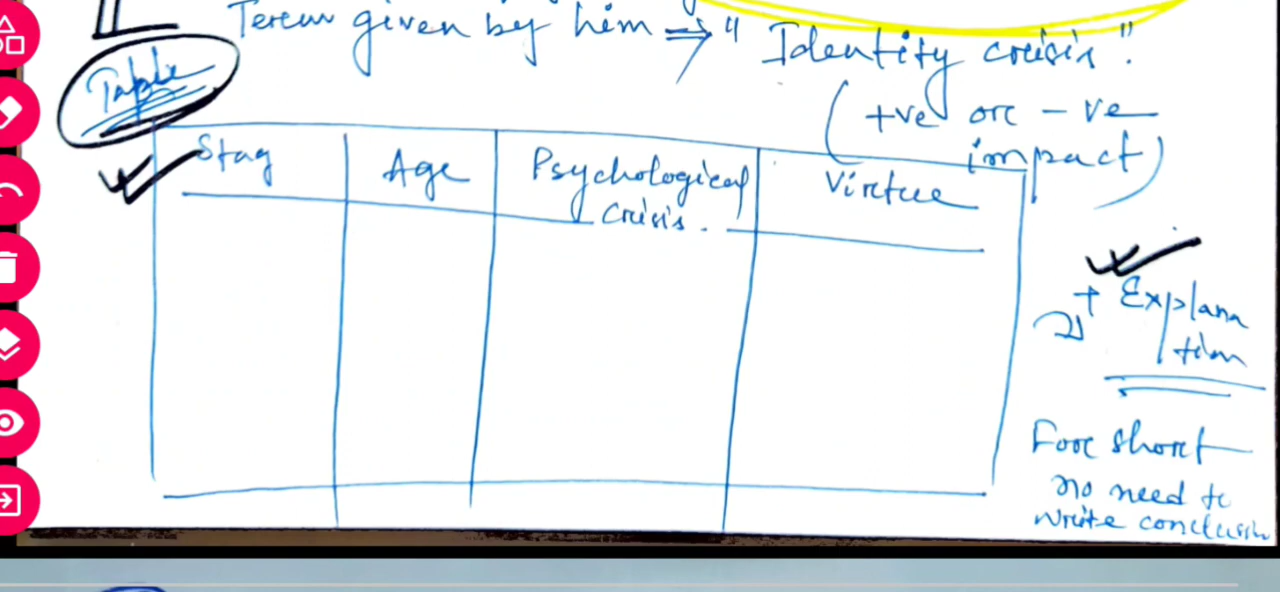 Term given by him ⇒ "Identity crisis".
(+ve or -ve
impact)
Table
Stag
Age
Psychological
Crisis.
Virtue
+ Explana
tion
For short
no need to
write conclusion